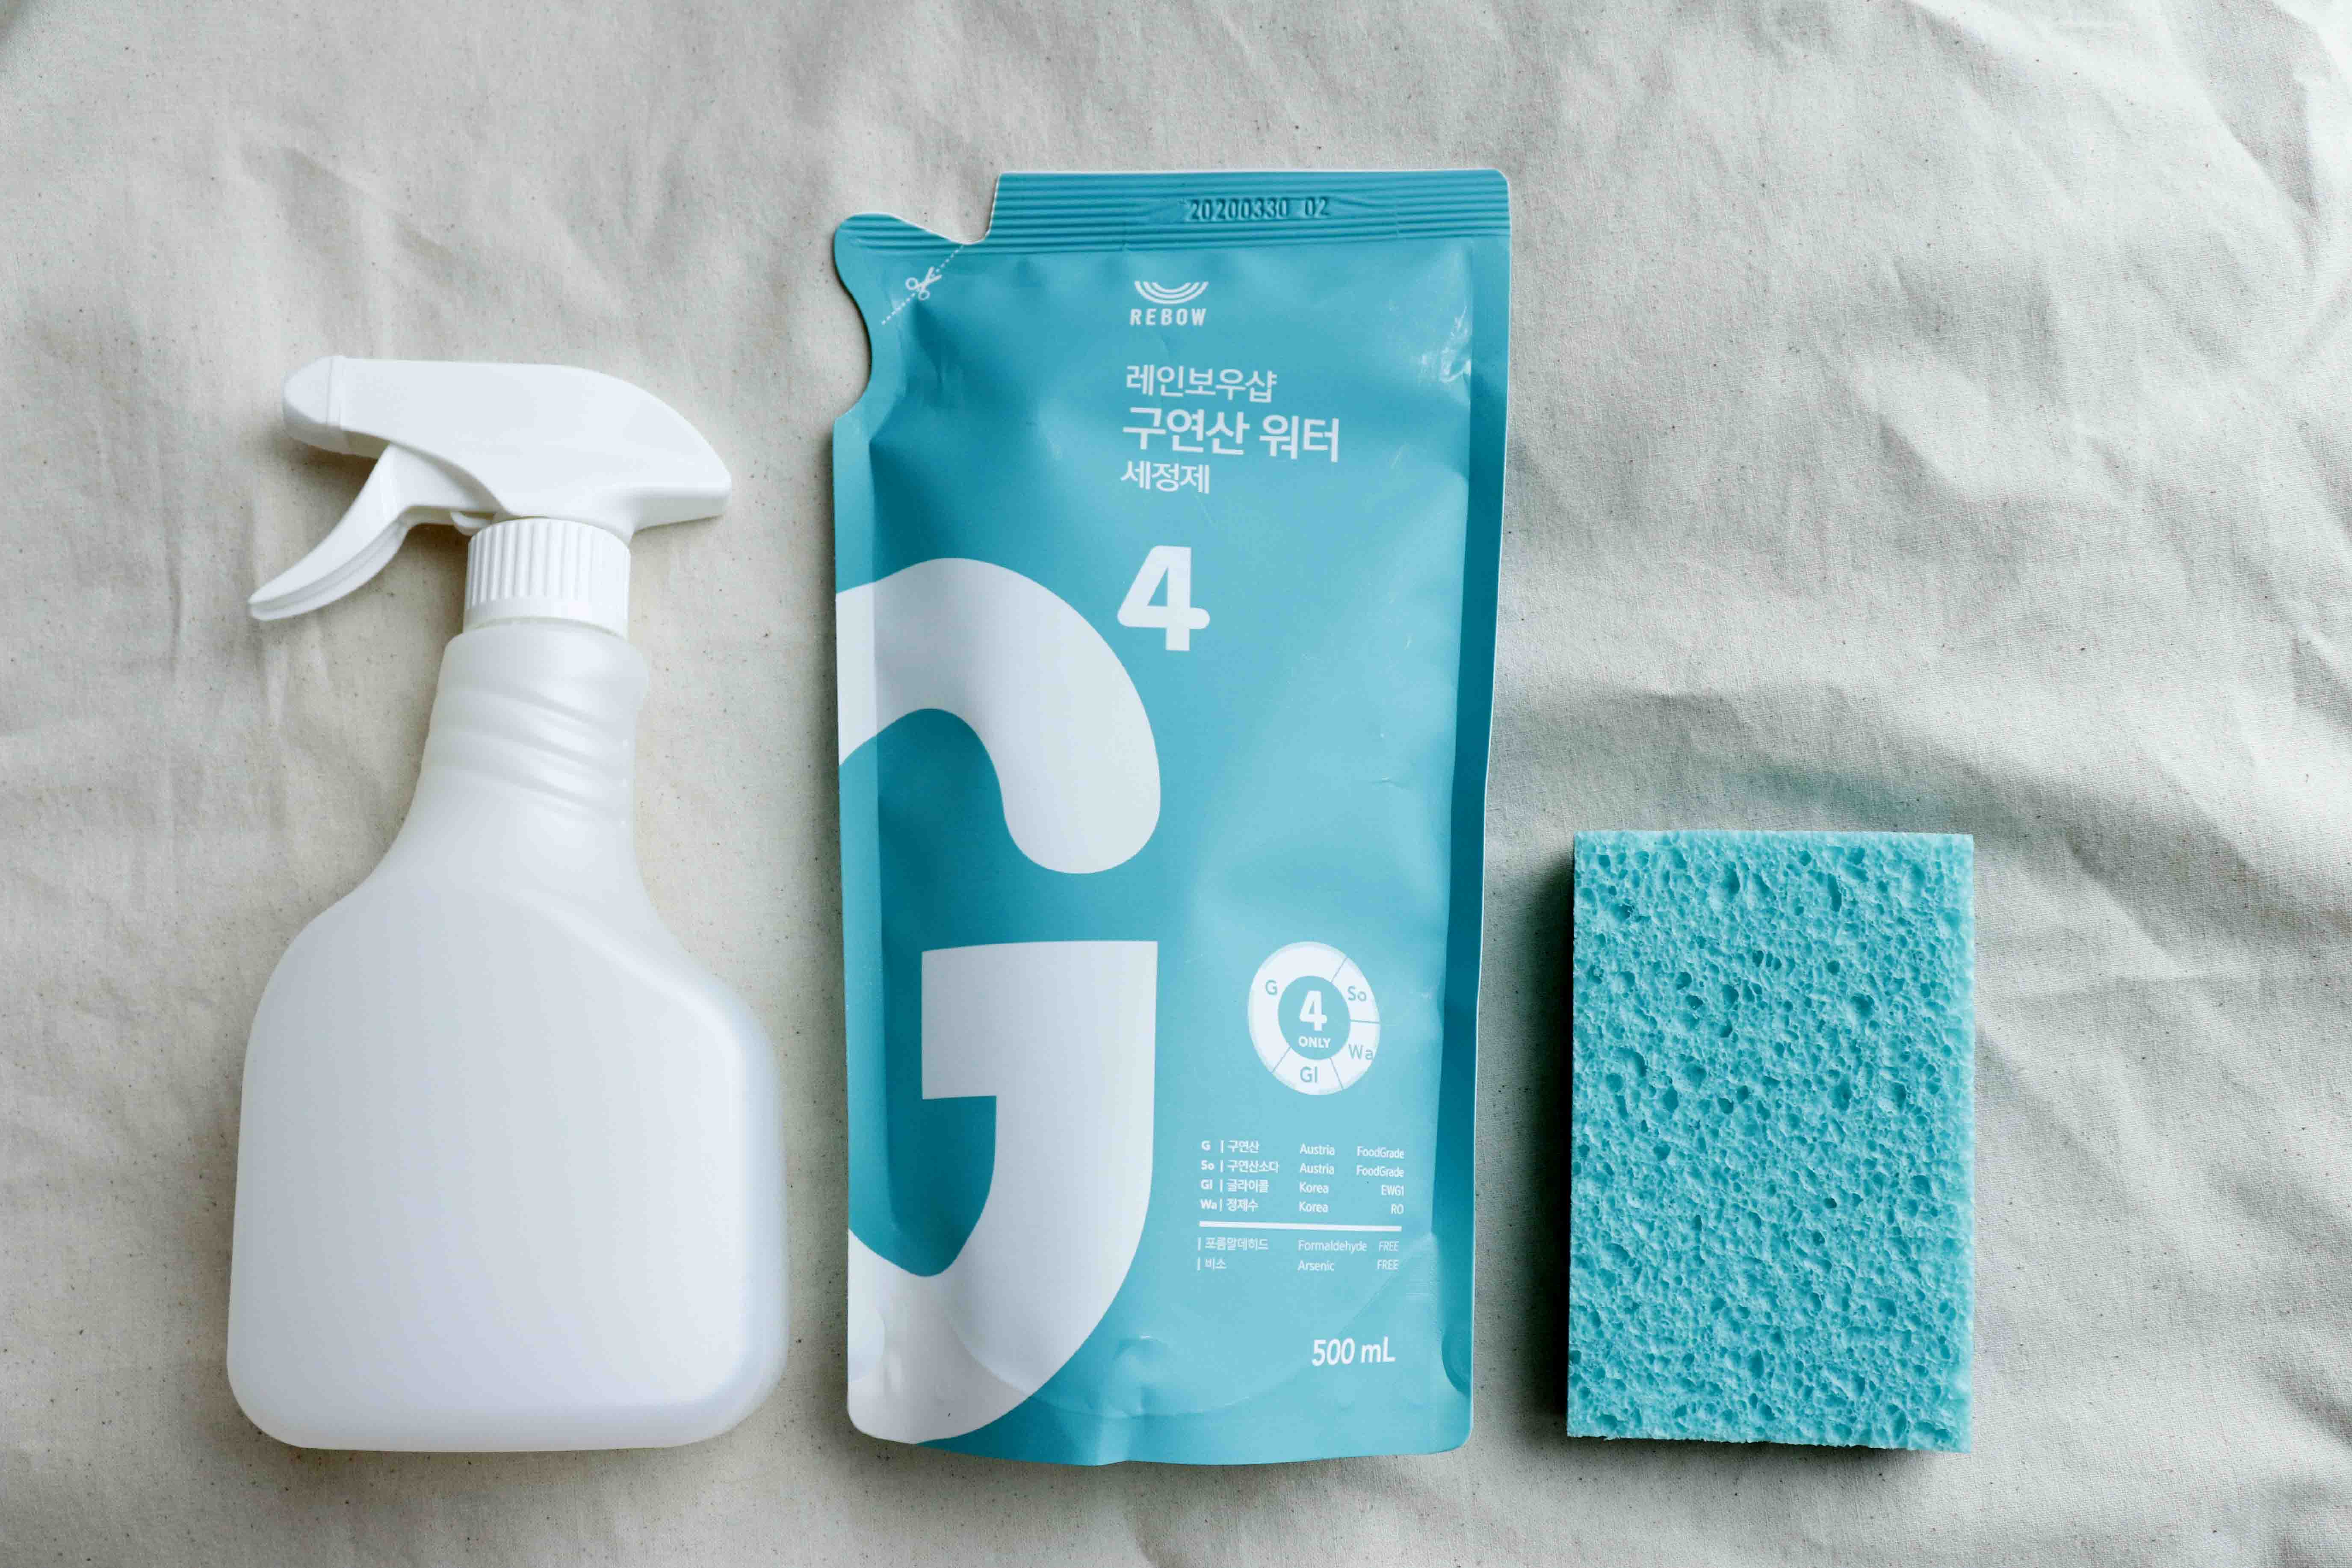 20200330 02
REBOW
레인보우샵
구연산 워터
세정제
4
G
G So
4
ONLY
Wa
Gl
G | 구연산 Austria FoodGrade
So | 구연산소다 Austria FoodGrade
Gl | 글라이콜 Korea EWG1
Wa | 정제수 Korea RO
| 포름알데히드 Formaldehyde FREE
| 비소 Arsenic FREE
500 mL